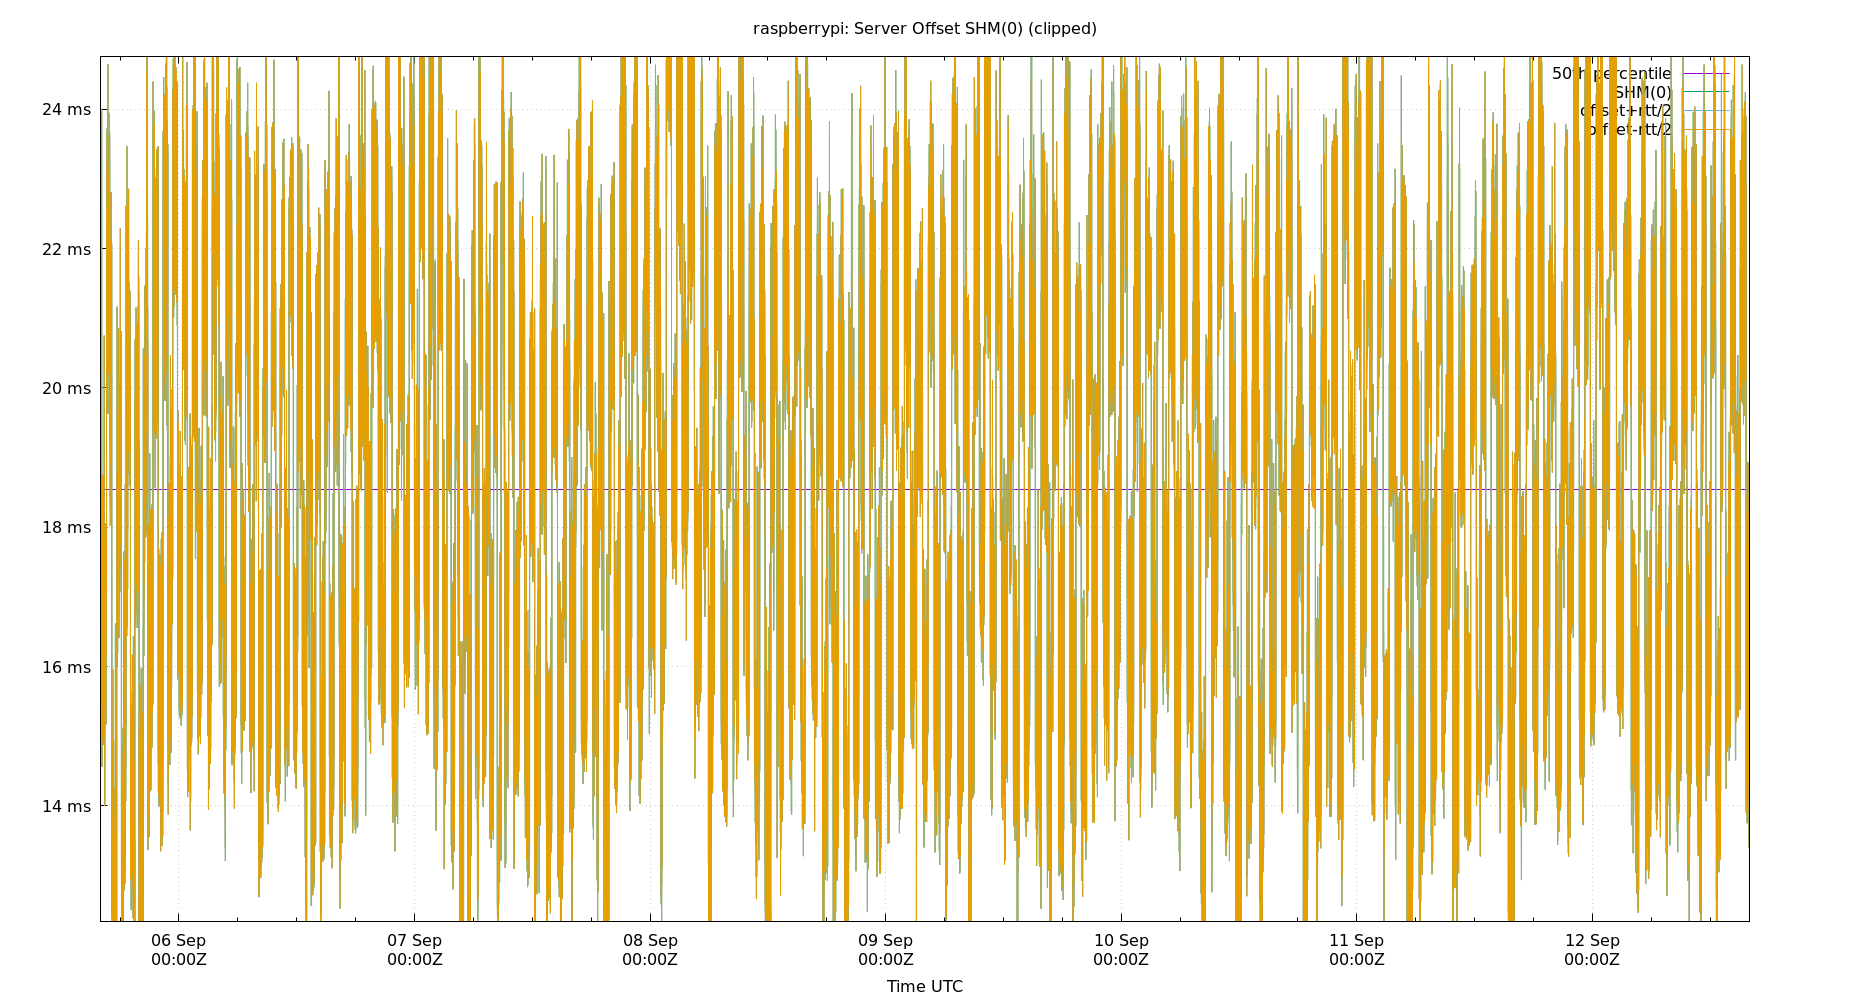 raspberrypi: Server Offset SHM(0) (clipped)
50th percentile
SHM(0)
offset+rtt/2
offset-rtt/2
24 ms
22 ms
20 ms
18 ms
16 ms
14 ms
06 Sep
00:00Z
07 Sep
00:00Z
08 Sep
00:00Z
09 Sep
00:00Z
10 Sep
00:00Z
11 Sep
00:00Z
12 Sep
00:00Z
Time UTC